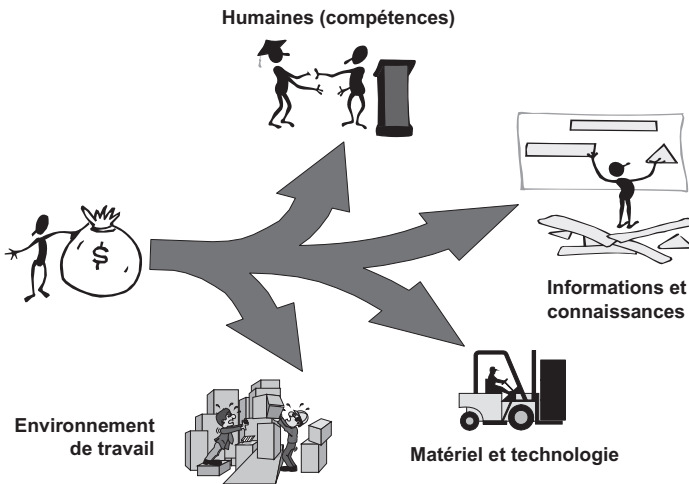 Humaines (compétences)
$
Informations et
connaissances
Environnement
de travail
Matériel et technologie